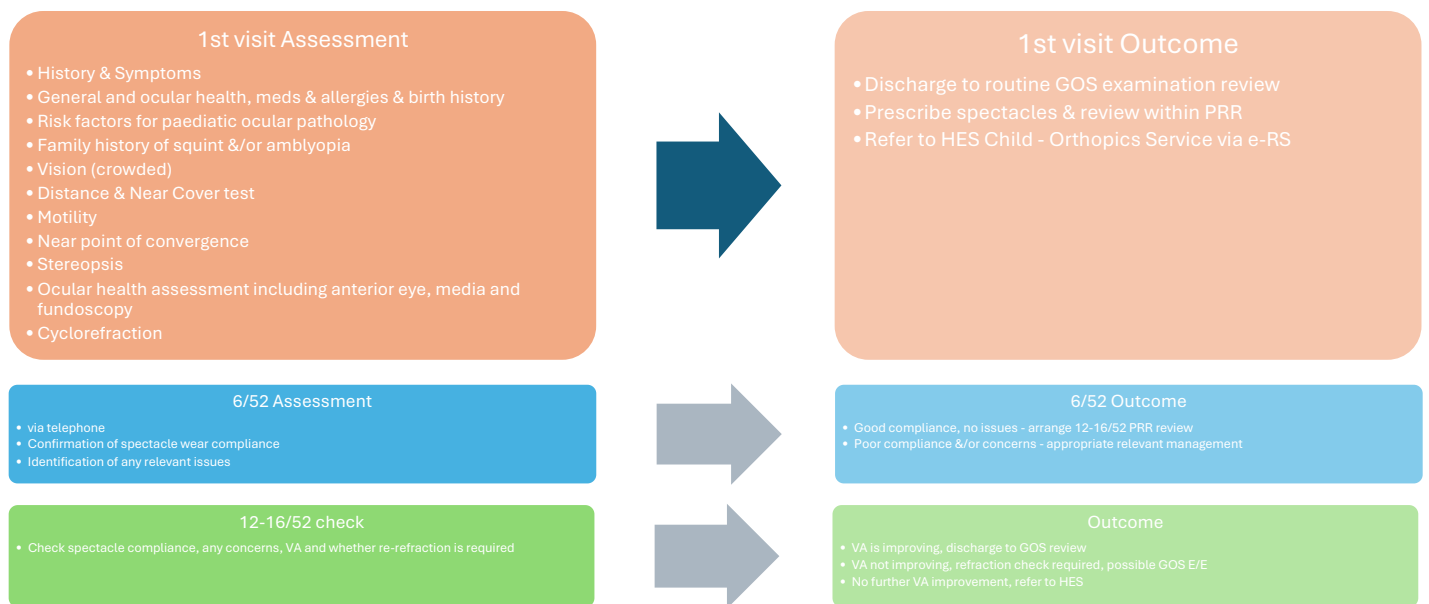 1st visit Assessment
• History & Symptoms
• General and ocular health, meds & allergies & birth history
• Risk factors for paediatic ocular pathology
• Family history of squint &/or amblyopia
• Vision (crowded)
• Distance & Near Cover test
• Motility
• Near point of convergence
• Stereopsis
• Ocular health assessment including anterior eye, media and
fundoscopy
• Cyclorefraction
1st visit Outcome
• Discharge to routine GOS examination review
• Prescribe spectacles & review within PRR
• Refer to HES Child - Orthopics Service via e-RS
6/52 Assessment
• via telephone
• Confirmation of spectacle wear compliance
• Identification of any relevant issues
6/52 Outcome
• Good compliance, no issues - arrange 12-16/52 PRR review
• Poor compliance &/or concerns - appropriate relevant management
12-16/52 check
• Check spectacle compliance, any concerns, VA and whether re-refraction is required
Outcome
• VA is improving, discharge to GOS review
• VA not improving, refraction check required, possible GOS E/E
• No further VA improvement, refer to HES